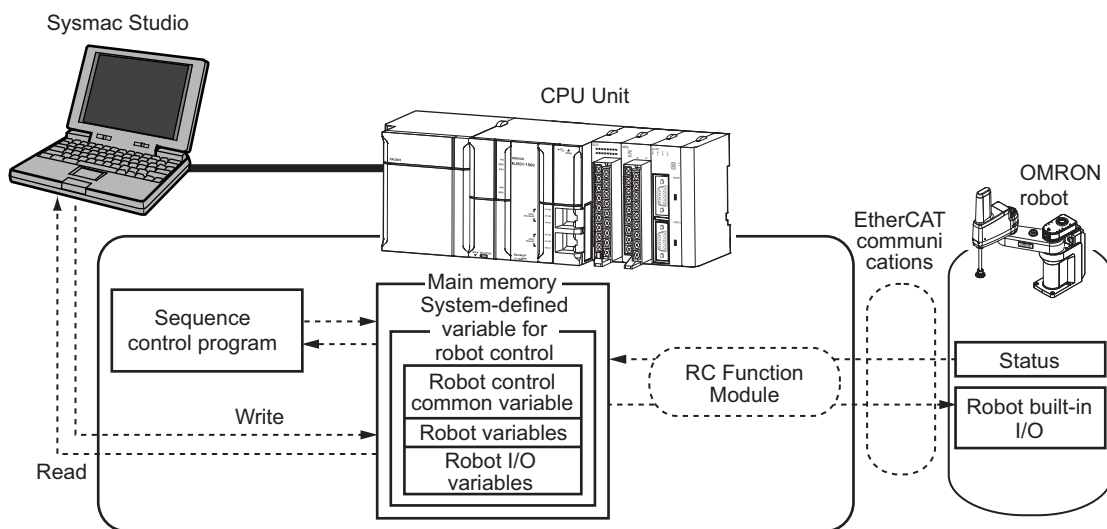 Sysmac Studio
CPU Unit
OMRON
robot
EtherCAT
communi
cations
Main memory
System-defined
variable for
robot control
Sequence
control program
Robot control
common variable
Robot variables
Robot I/O
variables
RC Function
Module
Status
Robot built-in
I/O
Write
Read